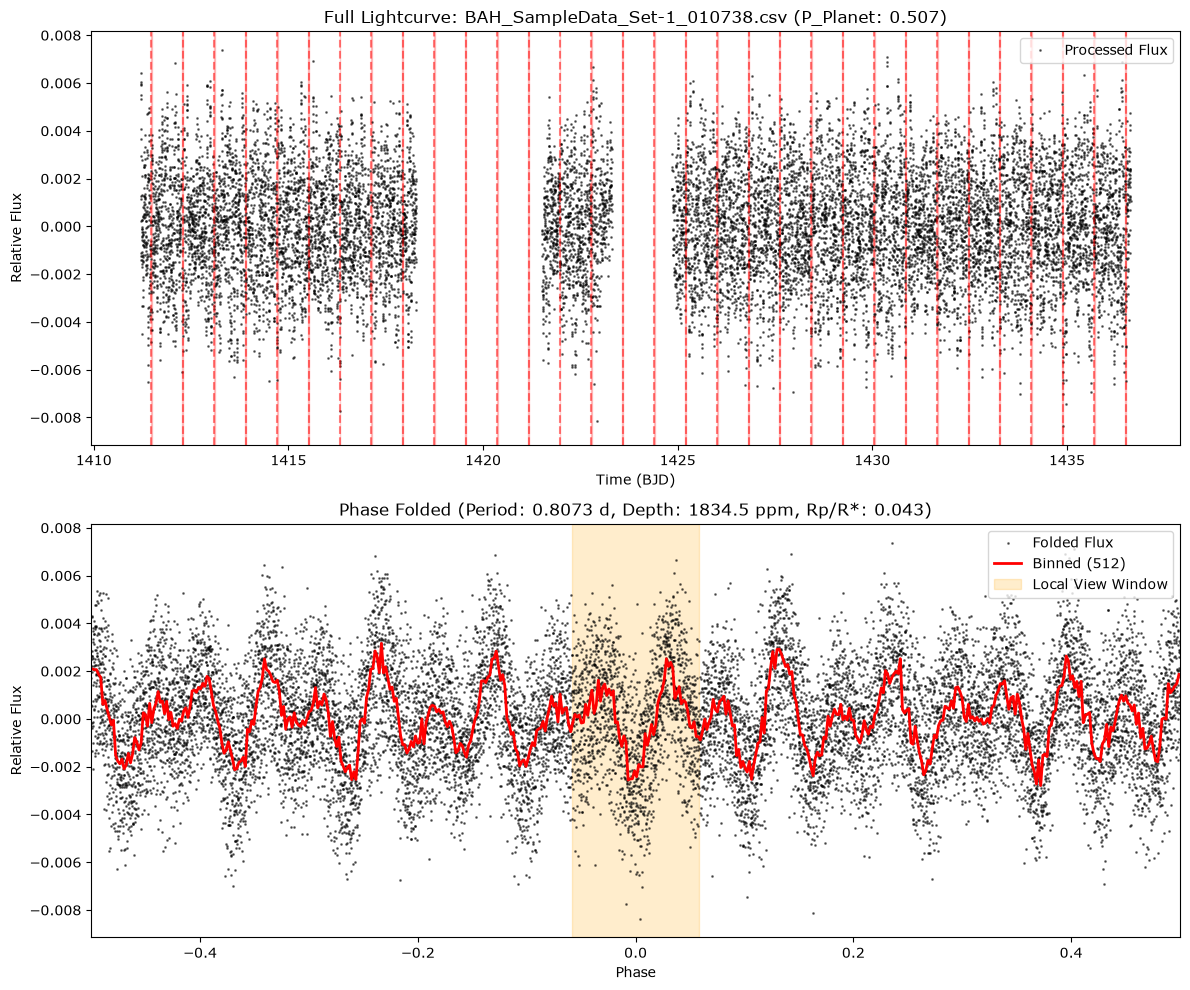 Full Lightcurve: BAH_SampleData_Set-1_010738.csv (P_Planet: 0.507)
Processed Flux
Relative Flux
0.008
0.006
0.004
0.002
0.000
−0.002
−0.004
−0.006
−0.008
1410 1415 1420 1425 1430 1435
Time (BJD)
Phase Folded (Period: 0.8073 d, Depth: 1834.5 ppm, Rp/R*: 0.043)
Folded Flux
Binned (512)
Local View Window
Relative Flux
0.008
0.006
0.004
0.002
0.000
−0.002
−0.004
−0.006
−0.008
−0.4 −0.2 0.0 0.2 0.4
Phase